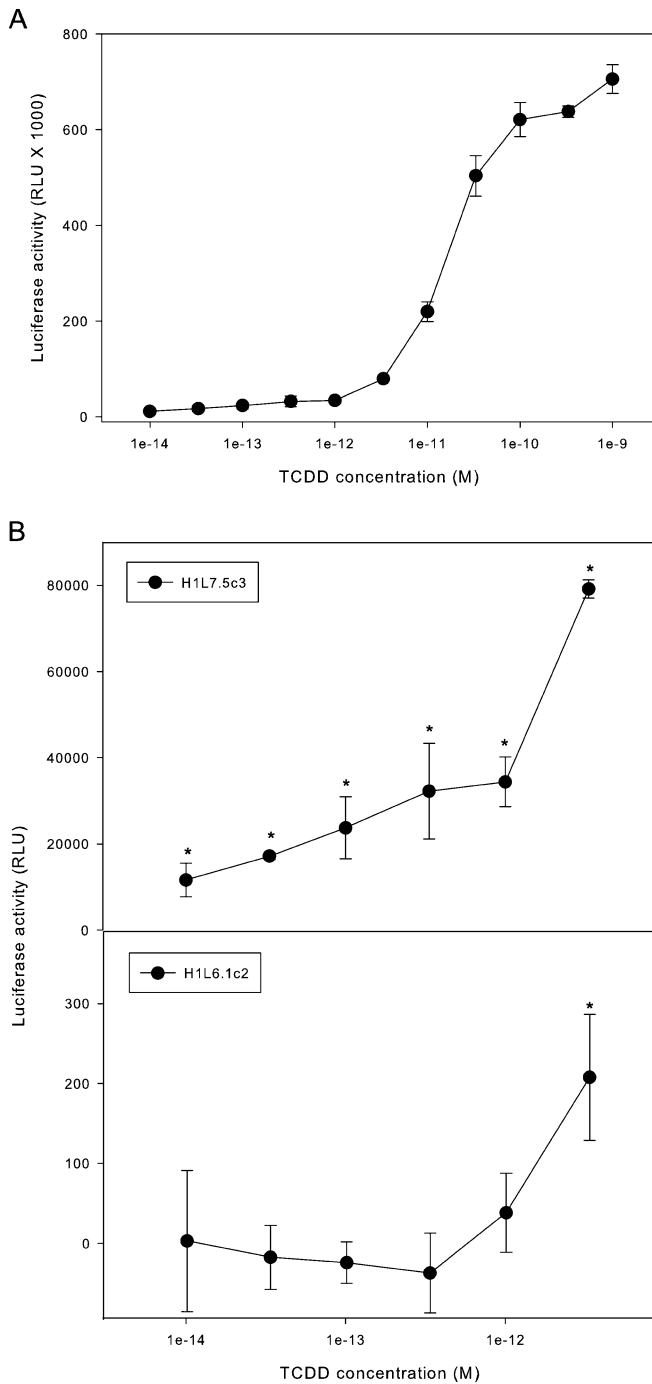 A
800
600
400
200
0
Luciferase acitivity (RLU X 1000)
1e-14 1e-13 1e-12 1e-11 1e-10 1e-9
TCDD concentration (M)
B
H1L7.5c3
80000
60000
40000
20000
0
* * * * * *
Luciferase activity (RLU)
H1L6.1c2
300
200
100
0
*
1e-14 1e-13 1e-12
TCDD concentration (M)